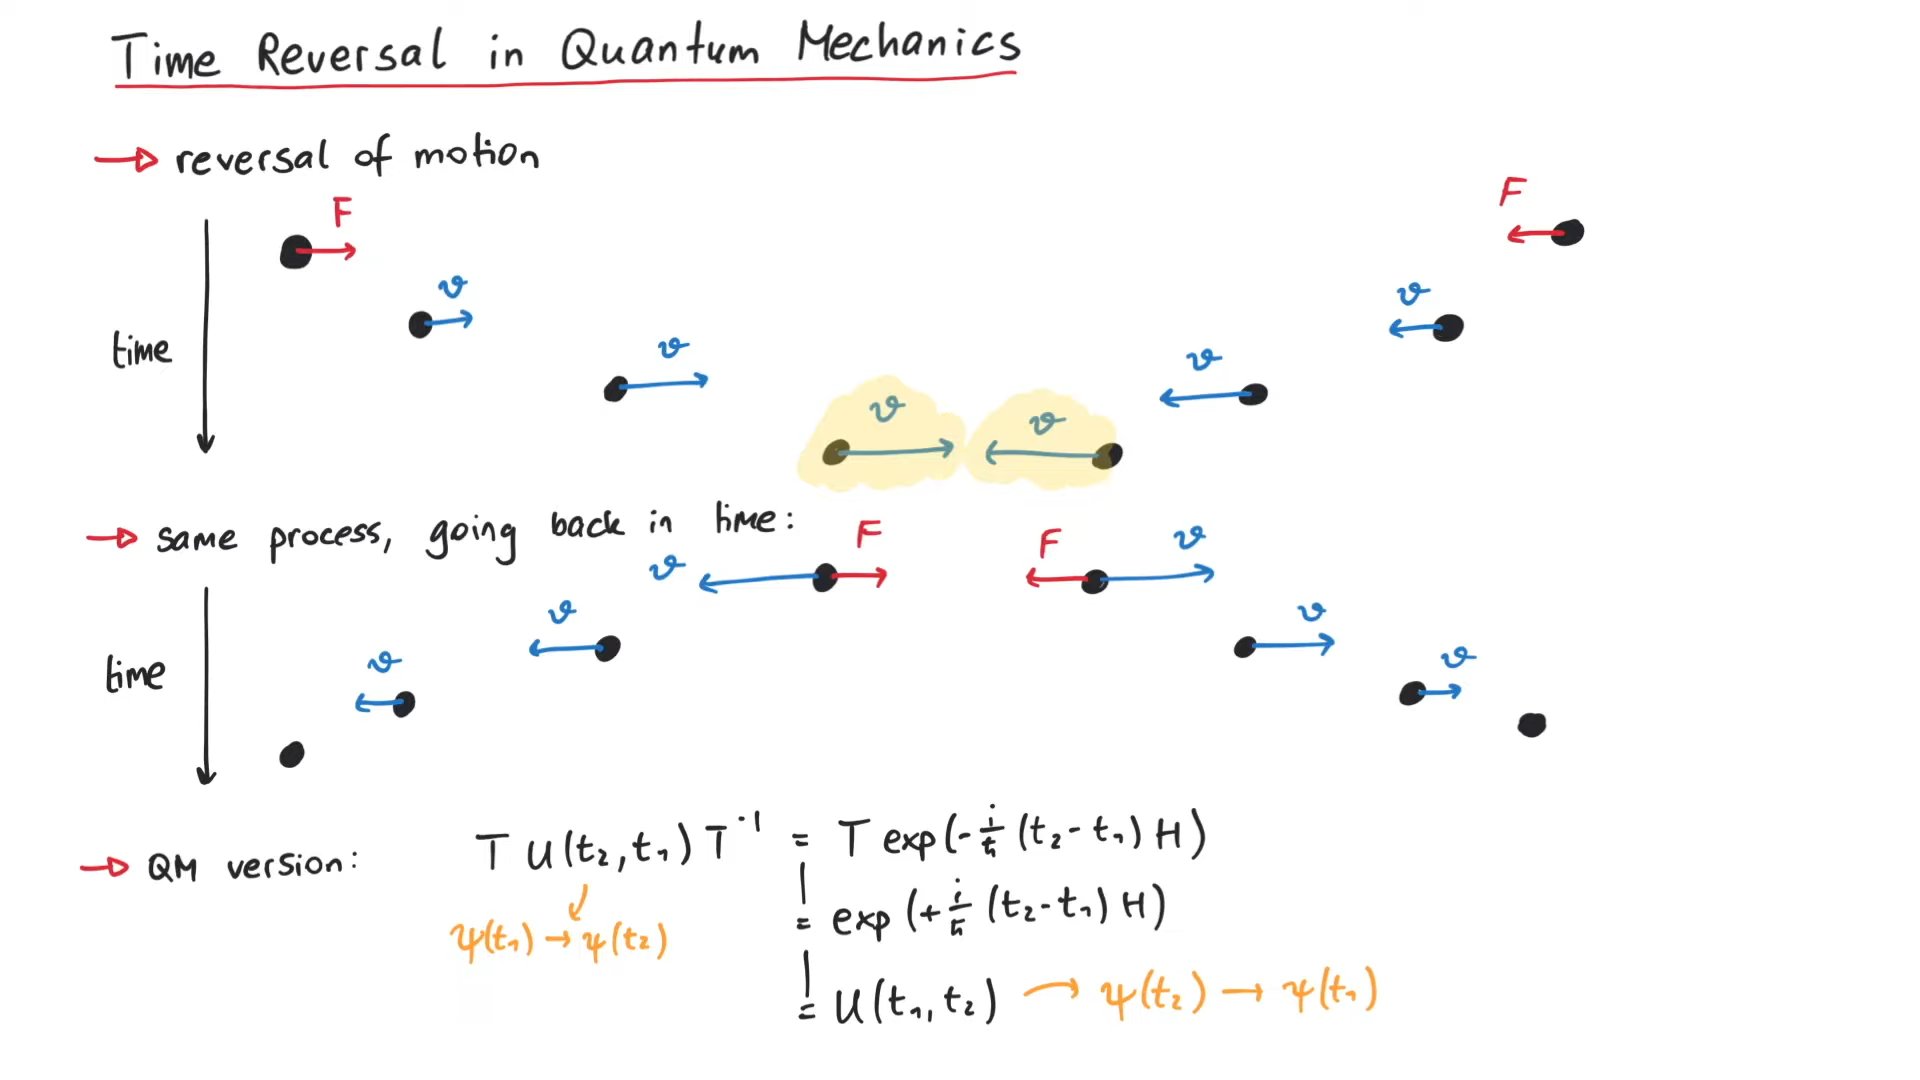 Time Reversal in Quantum Mechanics
→ reversal of motion
F
F
v
v
time
v
v
v
v
→ same process, going back in time:
F
F
v
v
v
v
time
v
v
→ QM version:
T U(t₂,t₁) T⁻¹ = T exp(-i/ħ (t₂-t₁) H)
ψ(t₁) → ψ(t₂)
= exp (+i/ħ (t₂-t₁) H)
= U(t₁,t₂) → ψ(t₂) → ψ(t₁)